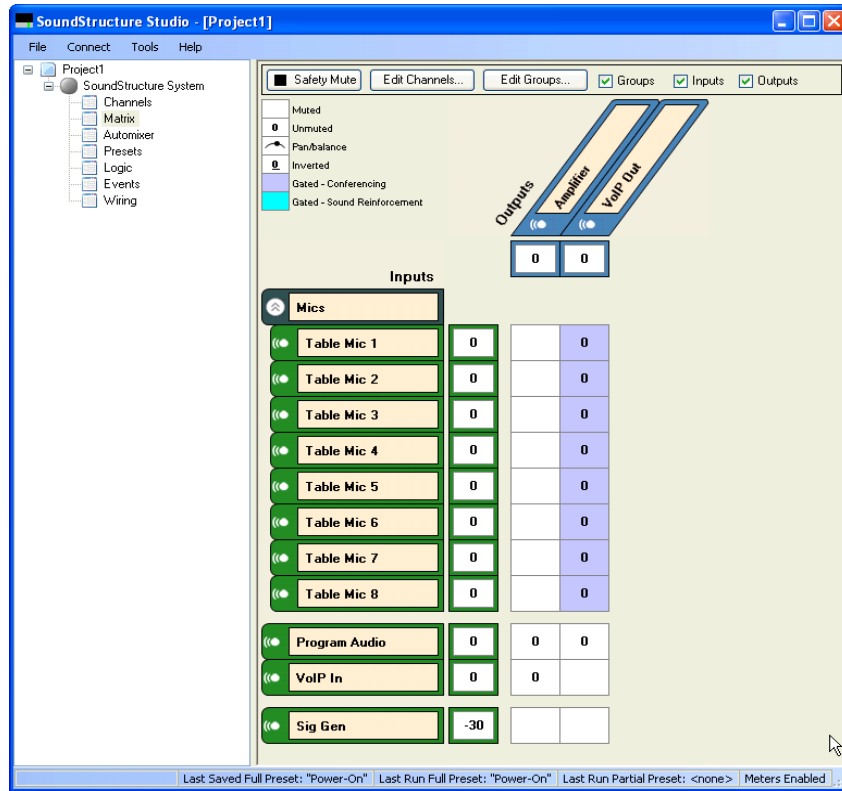 SoundStructure Studio - [Project1]
File Connect Tools Help
Project1
SoundStructure System
Channels
Matrix
Automixer
Presets
Logic
Events
Wiring
Safety Mute Edit Channels... Edit Groups... Groups Inputs Outputs
Muted
0 Unmuted
Pan/balance
0 Inverted
Gated - Conferencing
Gated - Sound Reinforcement
Outputs Amplifier VoIP Out
0 0
Inputs
Mics
Table Mic 1 0 0
Table Mic 2 0 0
Table Mic 3 0 0
Table Mic 4 0 0
Table Mic 5 0 0
Table Mic 6 0 0
Table Mic 7 0 0
Table Mic 8 0 0
Program Audio 0 0 0
VoIP In 0 0
Sig Gen -30
Last Saved Full Preset: "Power-On" Last Run Full Preset: "Power-On" Last Run Partial Preset: <none> Meters Enabled